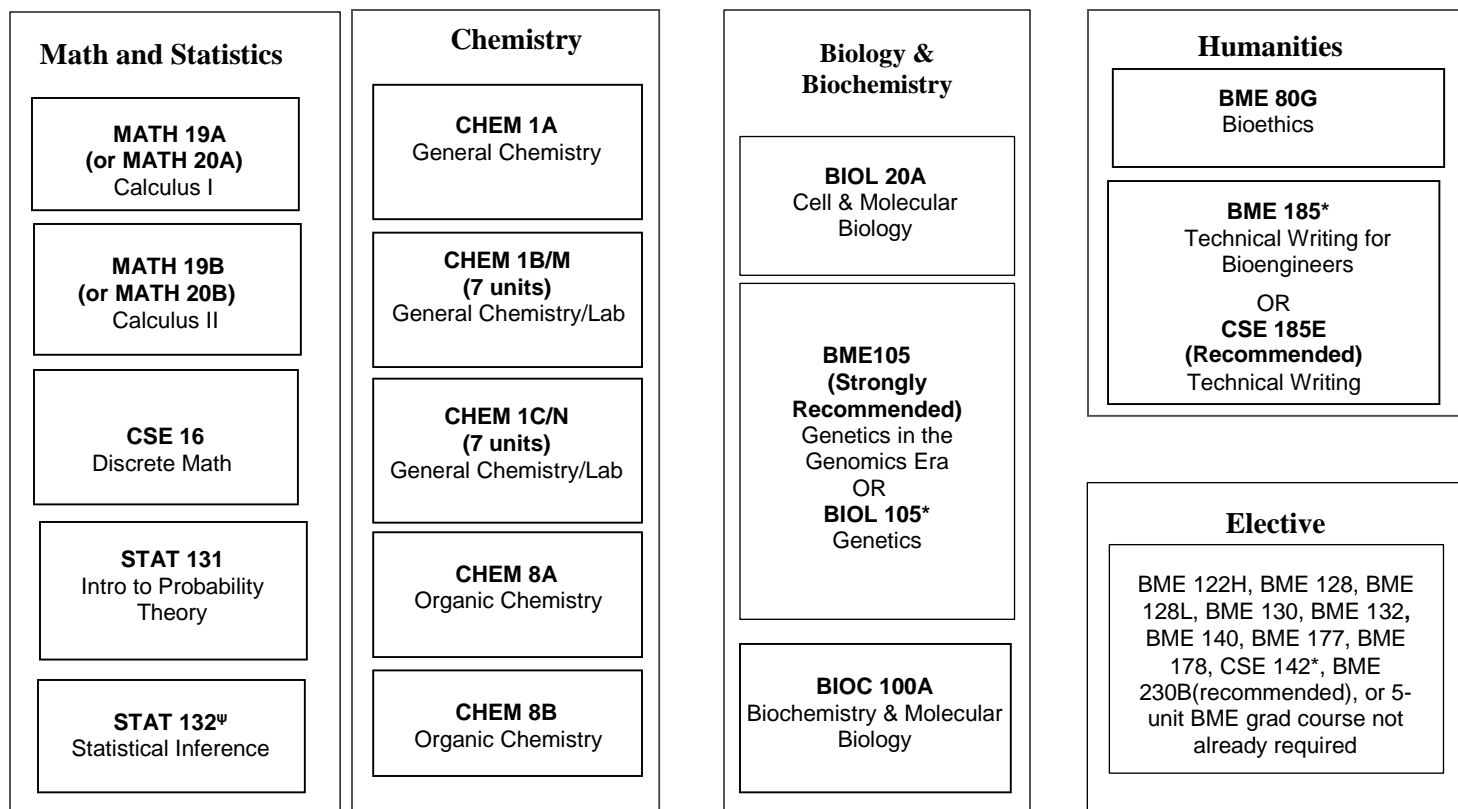 Math and Statistics
MATH 19A
(or MATH 20A)
Calculus I
MATH 19B
(or MATH 20B)
Calculus II
CSE 16
Discrete Math
STAT 131
Intro to Probability
Theory
STAT 132ᴪ
Statistical Inference
Chemistry
CHEM 1A
General Chemistry
CHEM 1B/M
(7 units)
General Chemistry/Lab
CHEM 1C/N
(7 units)
General Chemistry/Lab
CHEM 8A
Organic Chemistry
CHEM 8B
Organic Chemistry
Biology &
Biochemistry
BIOL 20A
Cell & Molecular
Biology
BME105
(Strongly
Recommended)
Genetics in the
Genomics Era
OR
BIOL 105*
Genetics
BIOC 100A
Biochemistry & Molecular
Biology
Humanities
BME 80G
Bioethics
BME 185*
Technical Writing for
Bioengineers
OR
CSE 185E
(Recommended)
Technical Writing
Elective
BME 122H, BME 128, BME
128L, BME 130, BME 132,
BME 140, BME 177, BME
178, CSE 142*, BME
230B(recommended), or 5-
unit BME grad course not
already required